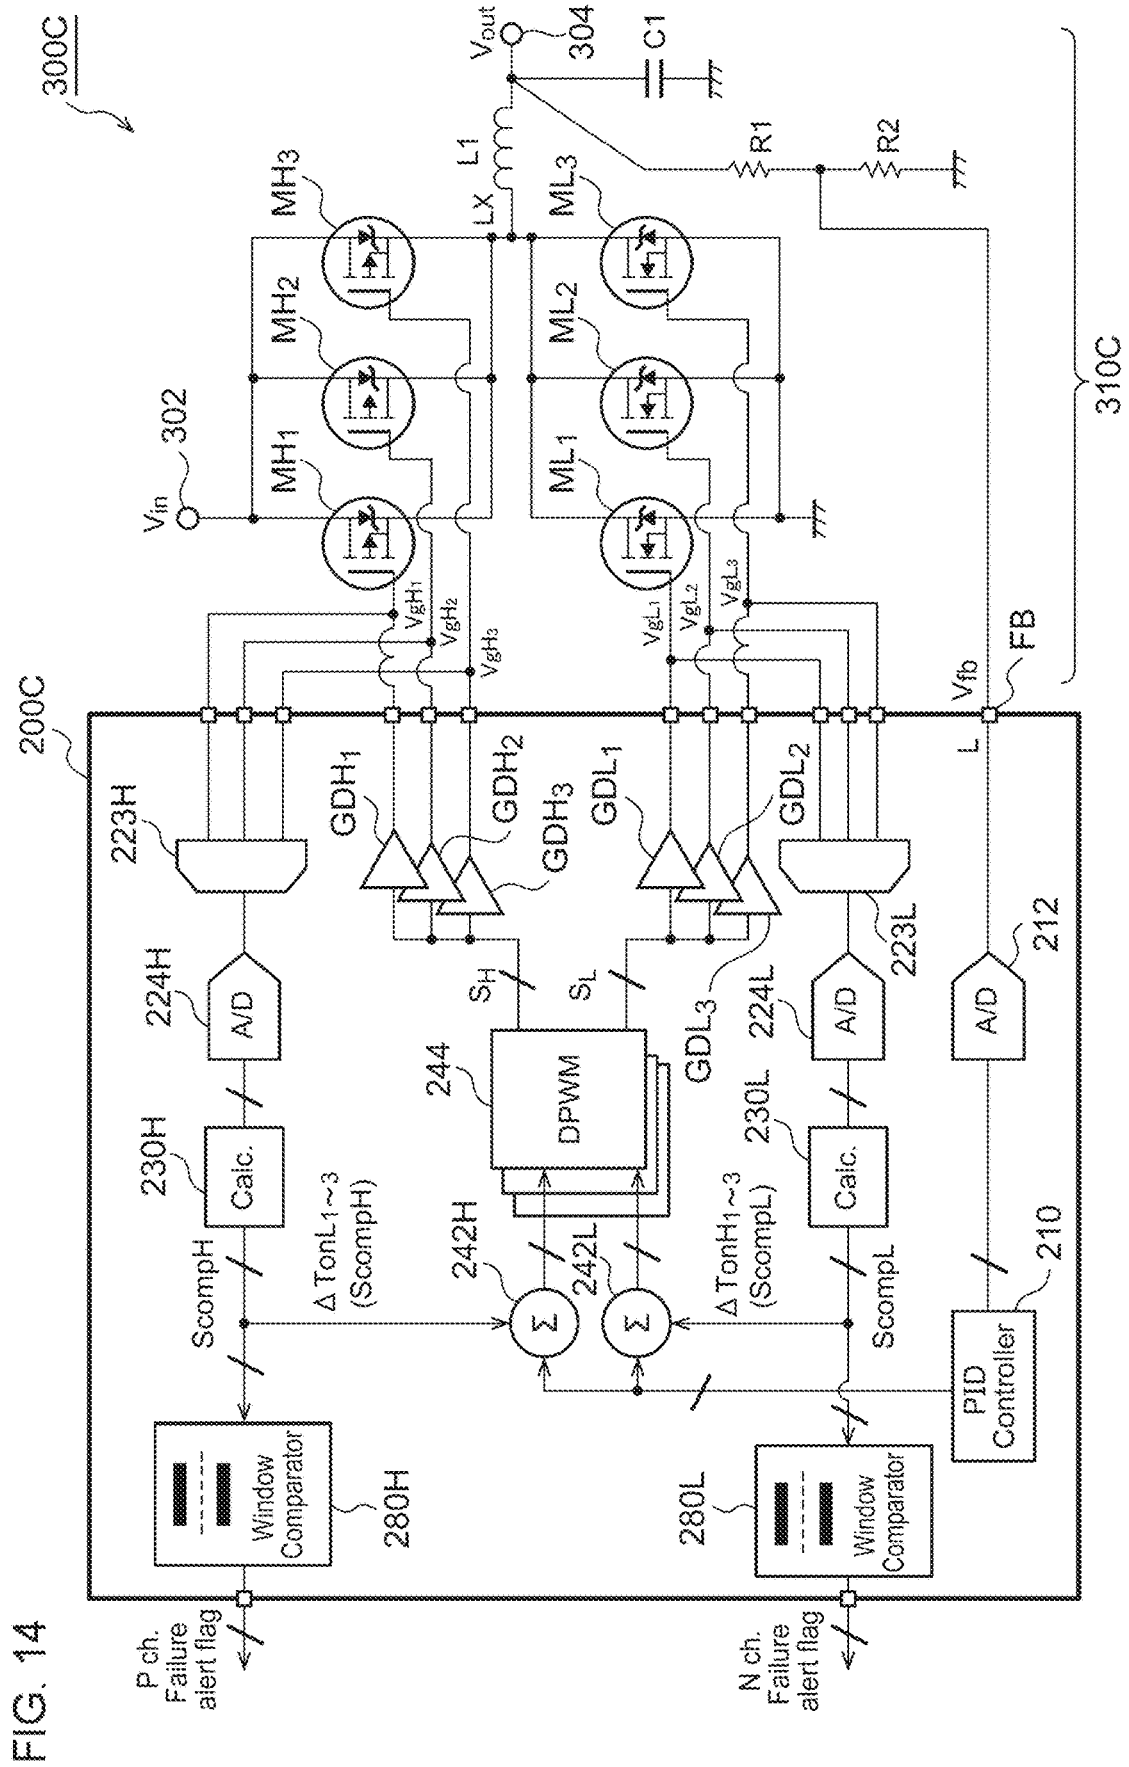 FIG. 14
300C
200C
310C
P ch.
Failure
alert flag
Window
Comparator
280H
ScompH
230H
Calc.
224H
A/D
223H
Δ TonL1~3
(ScompH)
242H
Σ
242L
Σ
Δ TonH1~3
(ScompL)
244
DPWM
SH
SL
GDH1
GDH2
GDH3
GDL1
GDL2
GDL3
N ch.
Failure
alert flag
Window
Comparator
280L
ScompL
230L
Calc.
224L
A/D
223L
PID
Controller
210
A/D
212
L
Vfb
FB
VgH1
VgH2
VgH3
VgL1
VgL2
VgL3
Vin
302
MH1
MH2
MH3
ML1
ML2
ML3
LX
L1
Vout
304
C1
R1
R2